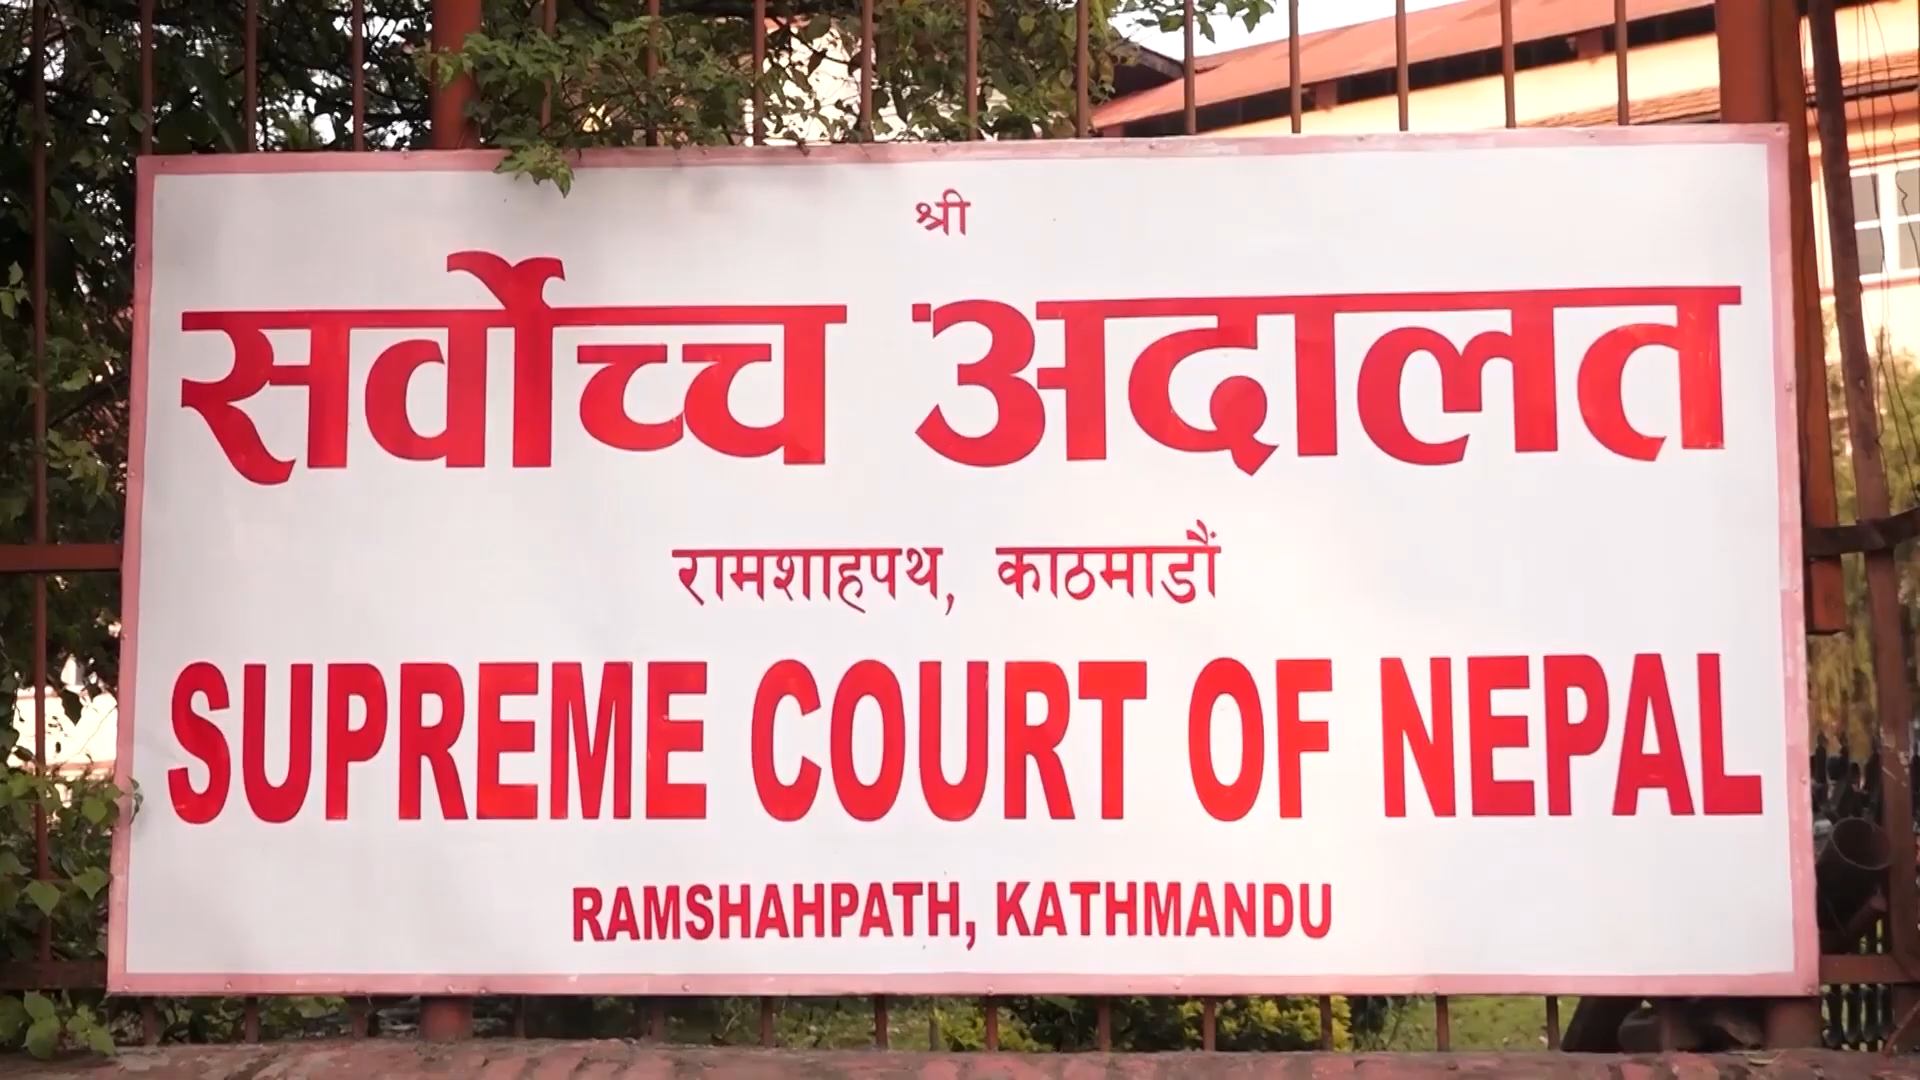 श्री
सर्वोच्च अदालत
रामशाहपथ, काठमाडौं
SUPREME COURT OF NEPAL
RAMSHAHPATH, KATHMANDU